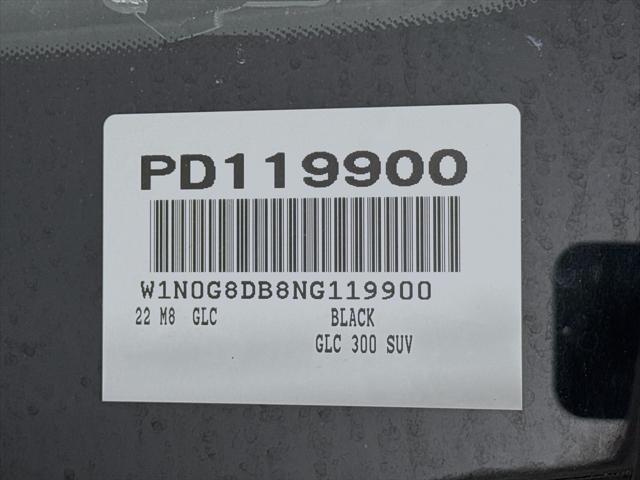 PD119900
W1N0G8DB8NG119900
22 M8 GLC BLACK
GLC 300 SUV